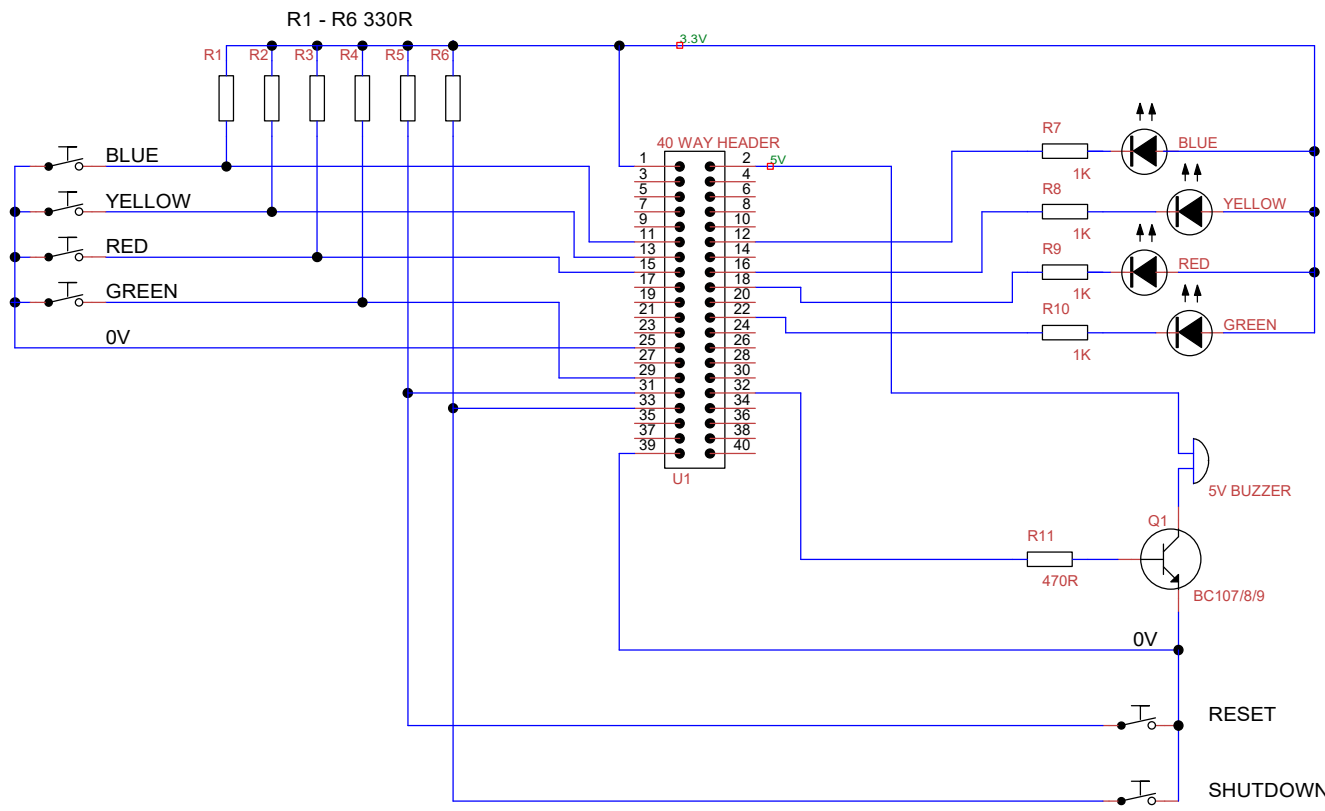 R1 - R6 330R
3.3V
R1 R2 R3 R4 R5 R6
40 WAY HEADER
BLUE
YELLOW
RED
GREEN
0V
1 2
5V
3 4
5 6
7 8
9 10
11 12
13 14
15 16
17 18
19 20
21 22
23 24
25 26
27 28
29 30
31 32
33 34
35 36
37 38
39 40
U1
R7
1K
BLUE
R8
1K
YELLOW
R9
1K
RED
R10
1K
GREEN
5V BUZZER
Q1
R11
470R
BC107/8/9
0V
RESET
SHUTDOWN